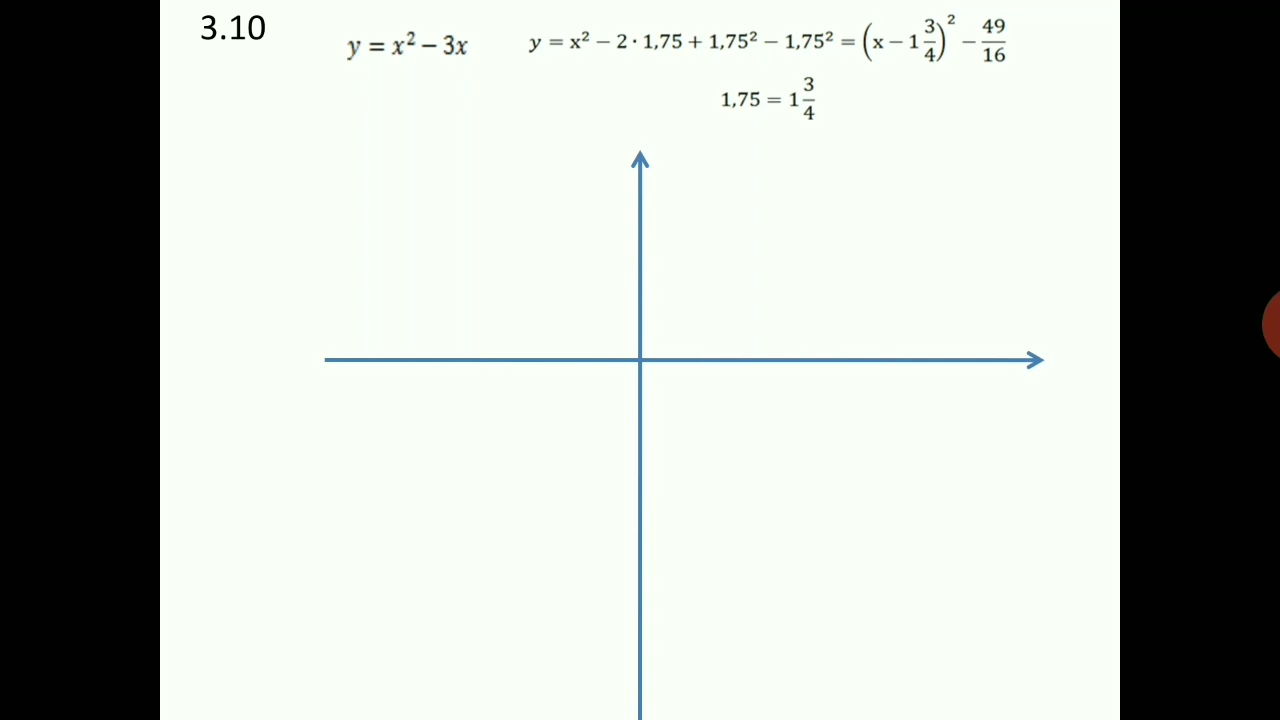 3.10
y = x² – 3x
y = x² − 2 · 1,75 + 1,75² − 1,75² = (x − 1 3/4)² − 49/16
1,75 = 1 3/4